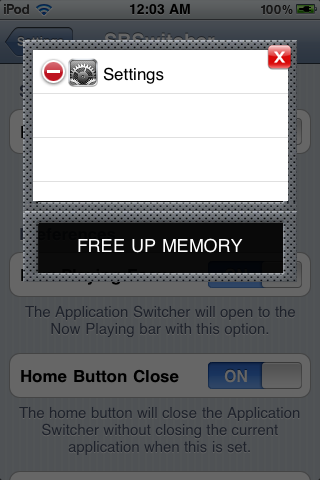 iPod 12:03 AM 100%
X
Settings
FREE UP MEMORY
The Application Switcher will open to the
Now Playing bar with this option.
Home Button Close ON
The home button will close the Application
Switcher without closing the current
application when this is set.